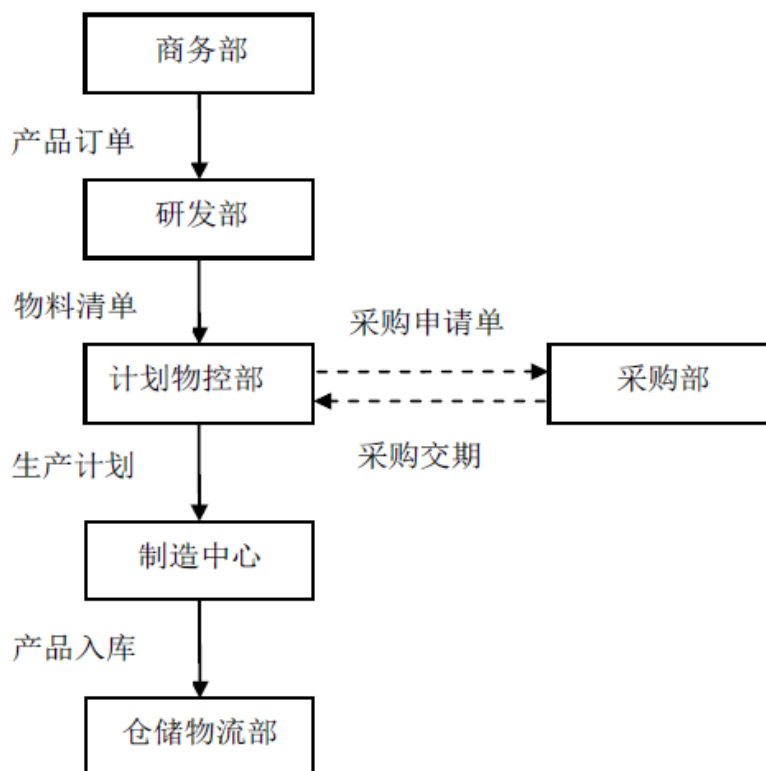 商务部
产品订单
研发部
物料清单
采购申请单
计划物控部
采购部
采购交期
生产计划
制造中心
产品入库
仓储物流部